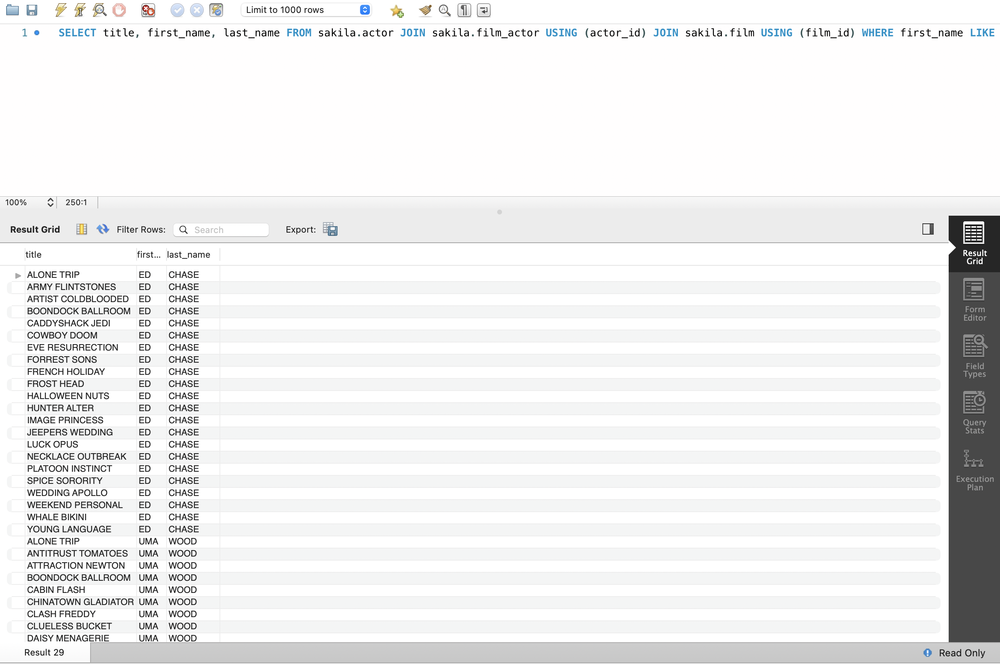 Limit to 1000 rows
1 SELECT title, first_name, last_name FROM sakila.actor JOIN sakila.film_actor USING (actor_id) JOIN sakila.film USING (film_id) WHERE first_name LIKE
100% 250:1
Result Grid Filter Rows: Search Export:
title first... last_name
ALONE TRIP ED CHASE
ARMY FLINTSTONES ED CHASE
ARTIST COLDBLOODED ED CHASE
BOONDOCK BALLROOM ED CHASE
CADDYSHACK JEDI ED CHASE
COWBOY DOOM ED CHASE
EVE RESURRECTION ED CHASE
FORREST SONS ED CHASE
FRENCH HOLIDAY ED CHASE
FROST HEAD ED CHASE
HALLOWEEN NUTS ED CHASE
HUNTER ALTER ED CHASE
IMAGE PRINCESS ED CHASE
JEEPERS WEDDING ED CHASE
LUCK OPUS ED CHASE
NECKLACE OUTBREAK ED CHASE
PLATOON INSTINCT ED CHASE
SPICE SORORITY ED CHASE
WEDDING APOLLO ED CHASE
WEEKEND PERSONAL ED CHASE
WHALE BIKINI ED CHASE
YOUNG LANGUAGE ED CHASE
ALONE TRIP UMA WOOD
ANTITRUST TOMATOES UMA WOOD
ATTRACTION NEWTON UMA WOOD
BOONDOCK BALLROOM UMA WOOD
CABIN FLASH UMA WOOD
CHINATOWN GLADIATOR UMA WOOD
CLASH FREDDY UMA WOOD
CLUELESS BUCKET UMA WOOD
DAISY MENAGERIE UMA WOOD
Result
Grid
Form
Editor
Field
Types
Query
Stats
Execution
Plan
Result 29 Read Only